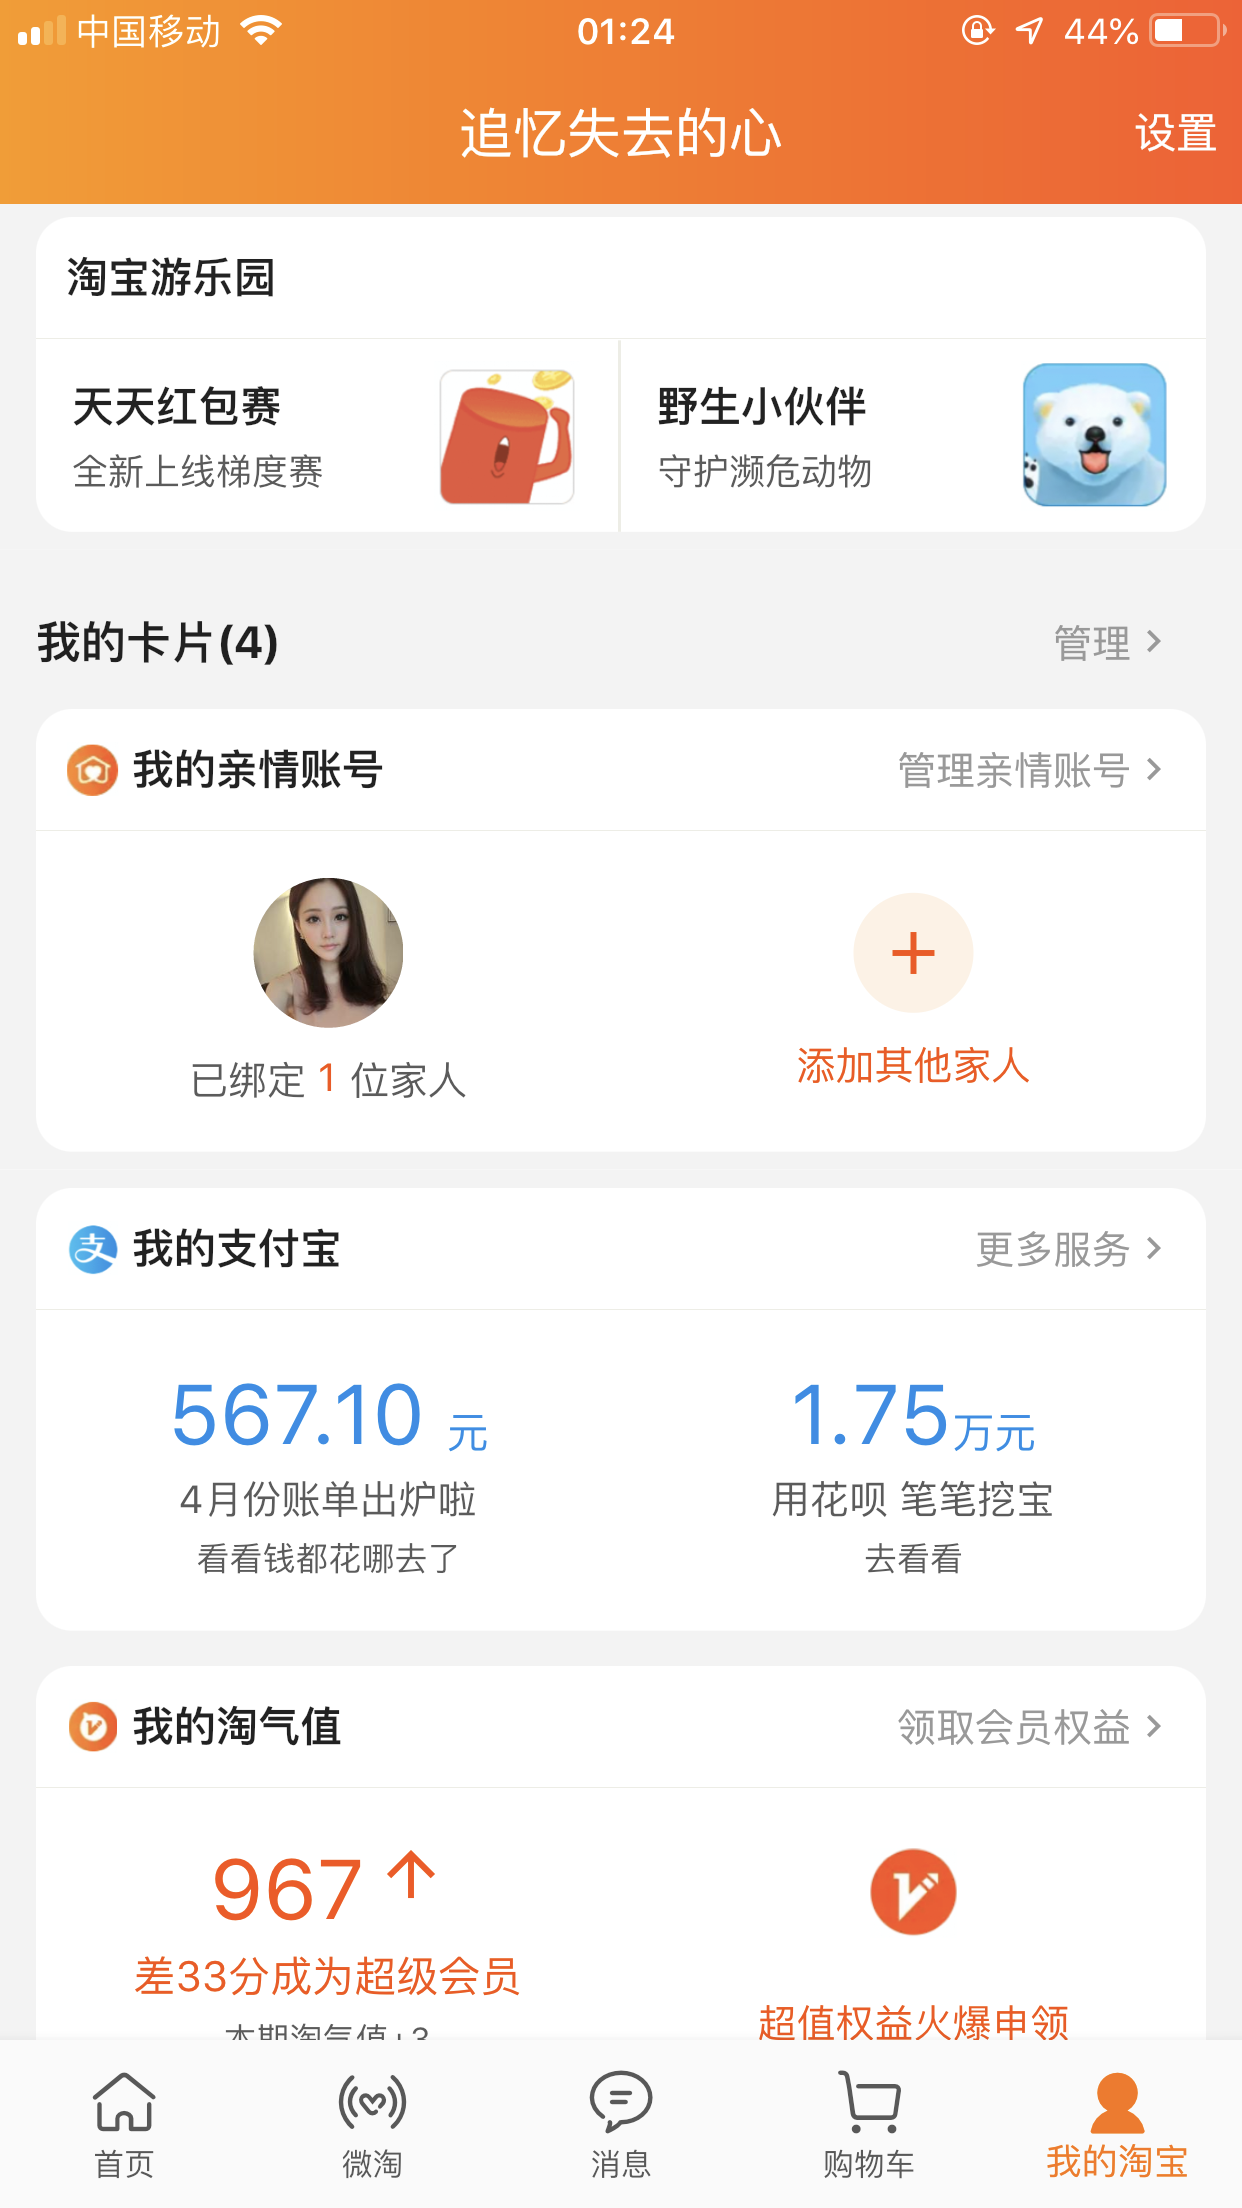 中国移动
01:24
44%
追忆失去的心
设置
淘宝游乐园
天天红包赛
全新上线梯度赛
野生小伙伴
守护濒危动物
我的卡片(4)
管理
我的亲情账号
管理亲情账号
已绑定 1 位家人
添加其他家人
我的支付宝
更多服务
567.10 元
4月份账单出炉啦
看看钱都花哪去了
1.75万元
用花呗 笔笔挖宝
去看看
我的淘气值
领取会员权益
967
差33分成为超级会员
本期淘气值+3
超值权益火爆申领
首页
微淘
消息
购物车
我的淘宝